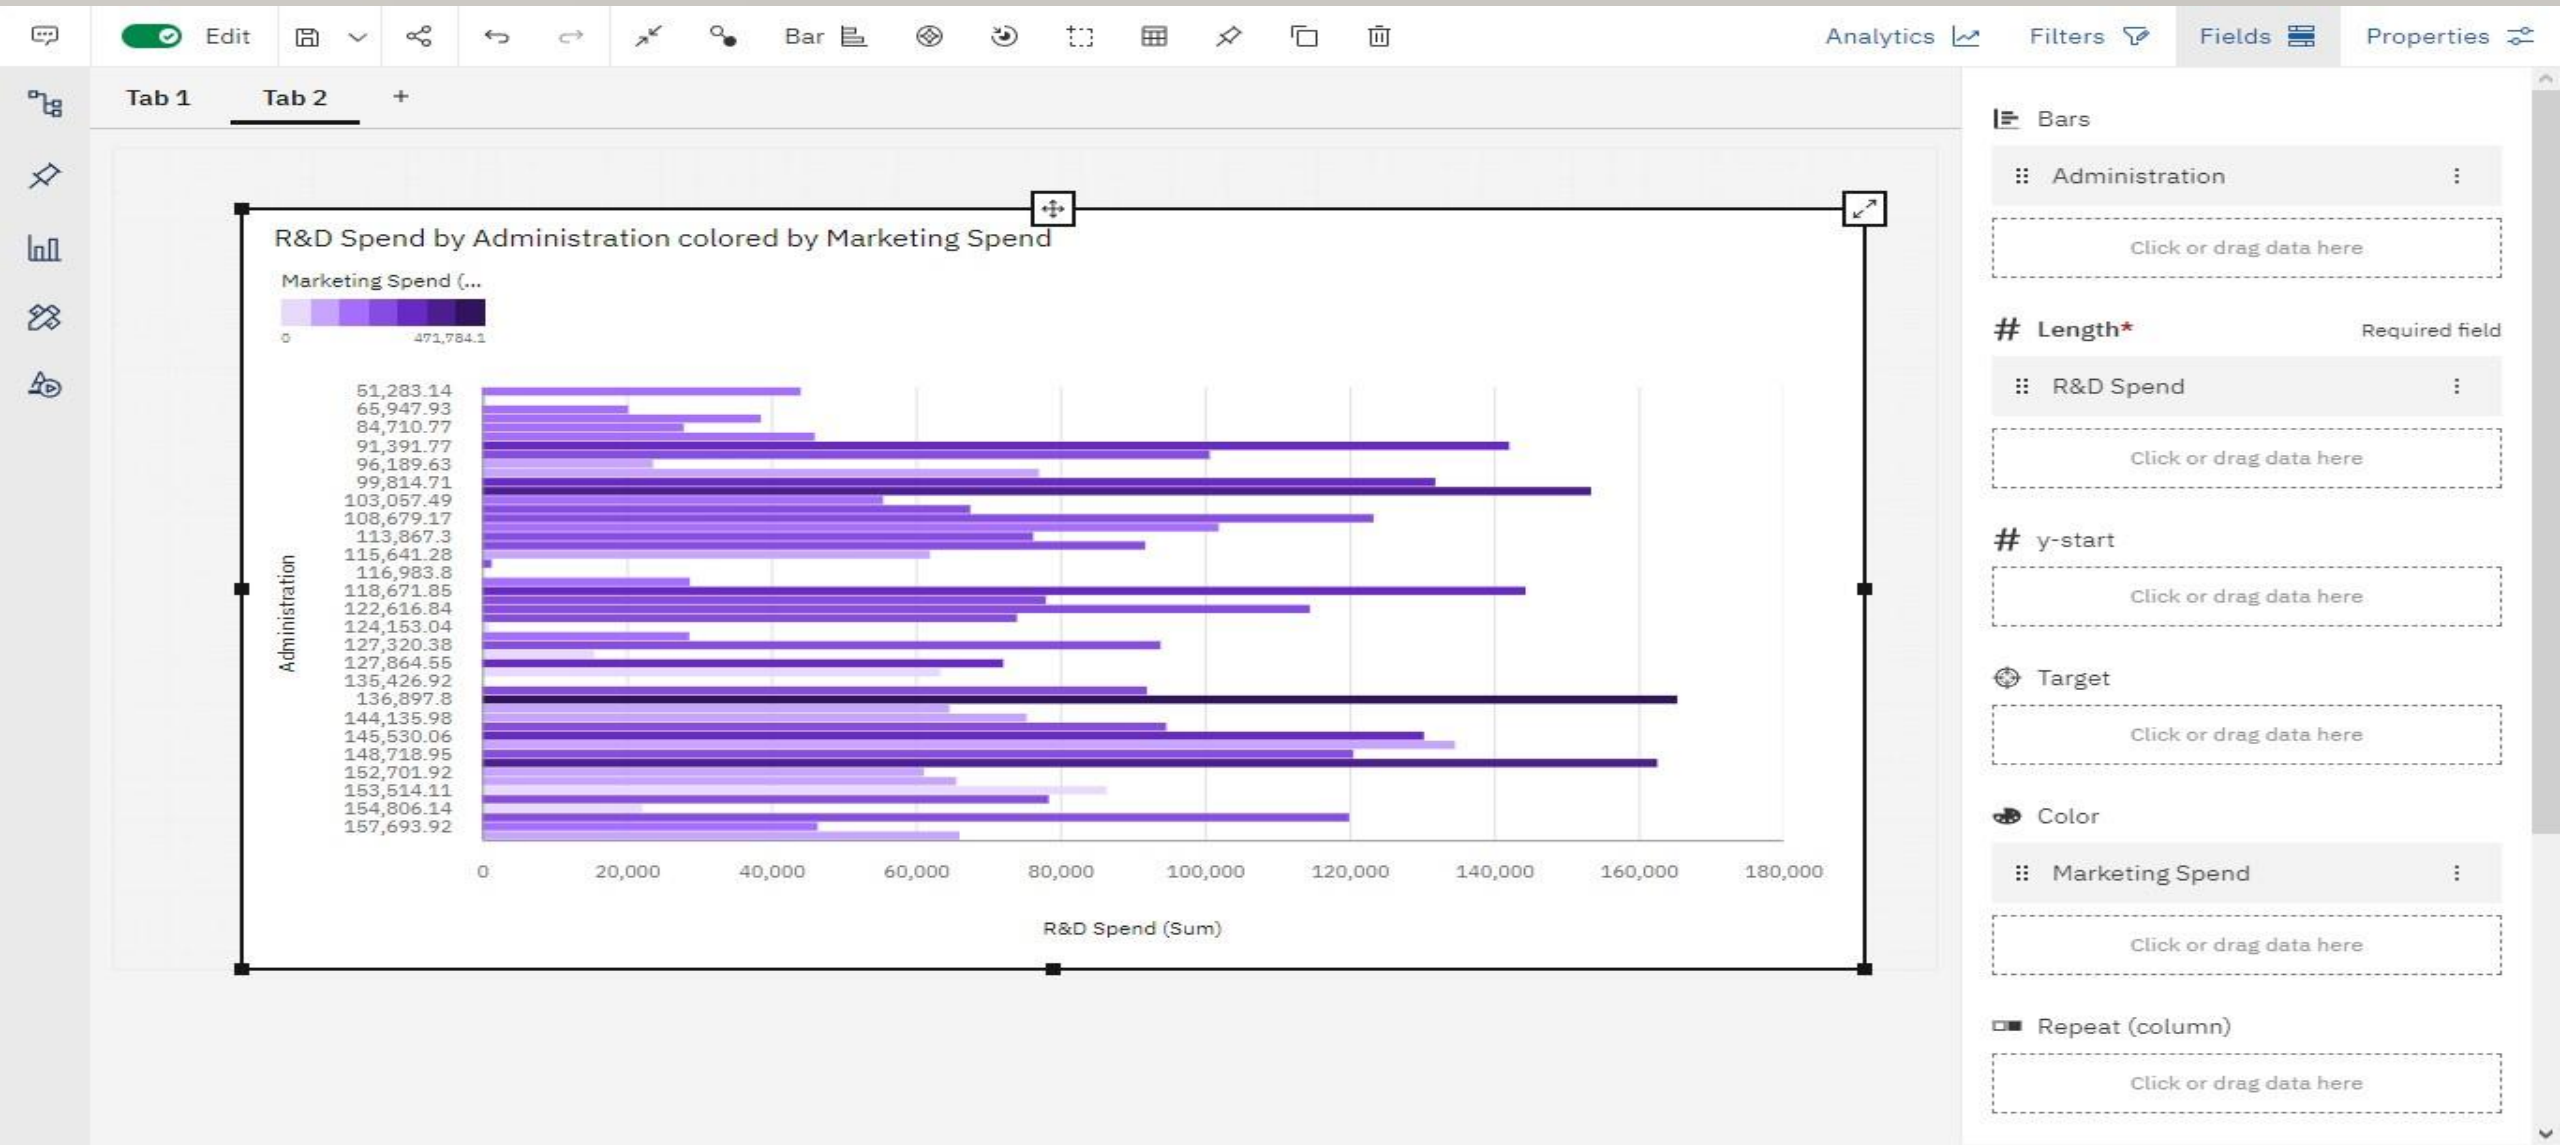 Edit
Bar
Analytics
Filters
Fields
Properties
Tab 1
Tab 2
+
R&D Spend by Administration colored by Marketing Spend
Marketing Spend (...
0
471,784.1
Administration
51,283.14
65,947.93
84,710.77
91,391.77
96,189.63
99,814.71
103,057.49
108,679.17
113,867.3
115,641.28
116,983.8
118,671.85
122,616.84
124,153.04
127,320.38
127,864.55
135,426.92
136,897.8
144,135.98
145,530.06
148,718.95
152,701.92
153,514.11
154,806.14
157,693.92
0 20,000 40,000 60,000 80,000 100,000 120,000 140,000 160,000 180,000
R&D Spend (Sum)
Bars
Administration
Click or drag data here
# Length* Required field
R&D Spend
Click or drag data here
# y-start
Click or drag data here
Target
Click or drag data here
Color
Marketing Spend
Click or drag data here
Repeat (column)
Click or drag data here